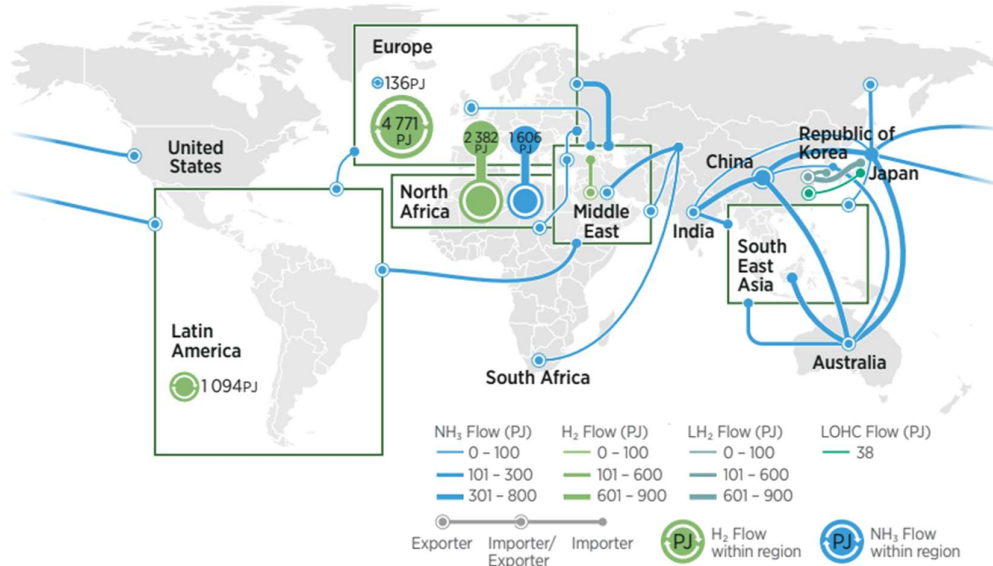 Europe
136PJ
4 771
PJ
2 382
PJ
1 606
PJ
United
States
North
Africa
Middle
East
China
Republic of
Korea
Japan
India
South
East
Asia
Latin
America
1 094PJ
South Africa
Australia
NH₃ Flow (PJ)
0 – 100
101 – 300
301 – 800
H₂ Flow (PJ)
0 – 100
101 – 600
601 – 900
LH₂ Flow (PJ)
0 – 100
101 – 600
601 – 900
LOHC Flow (PJ)
38
Exporter
Importer/
Exporter
Importer
PJ
H₂ Flow
within region
PJ
NH₃ Flow
within region